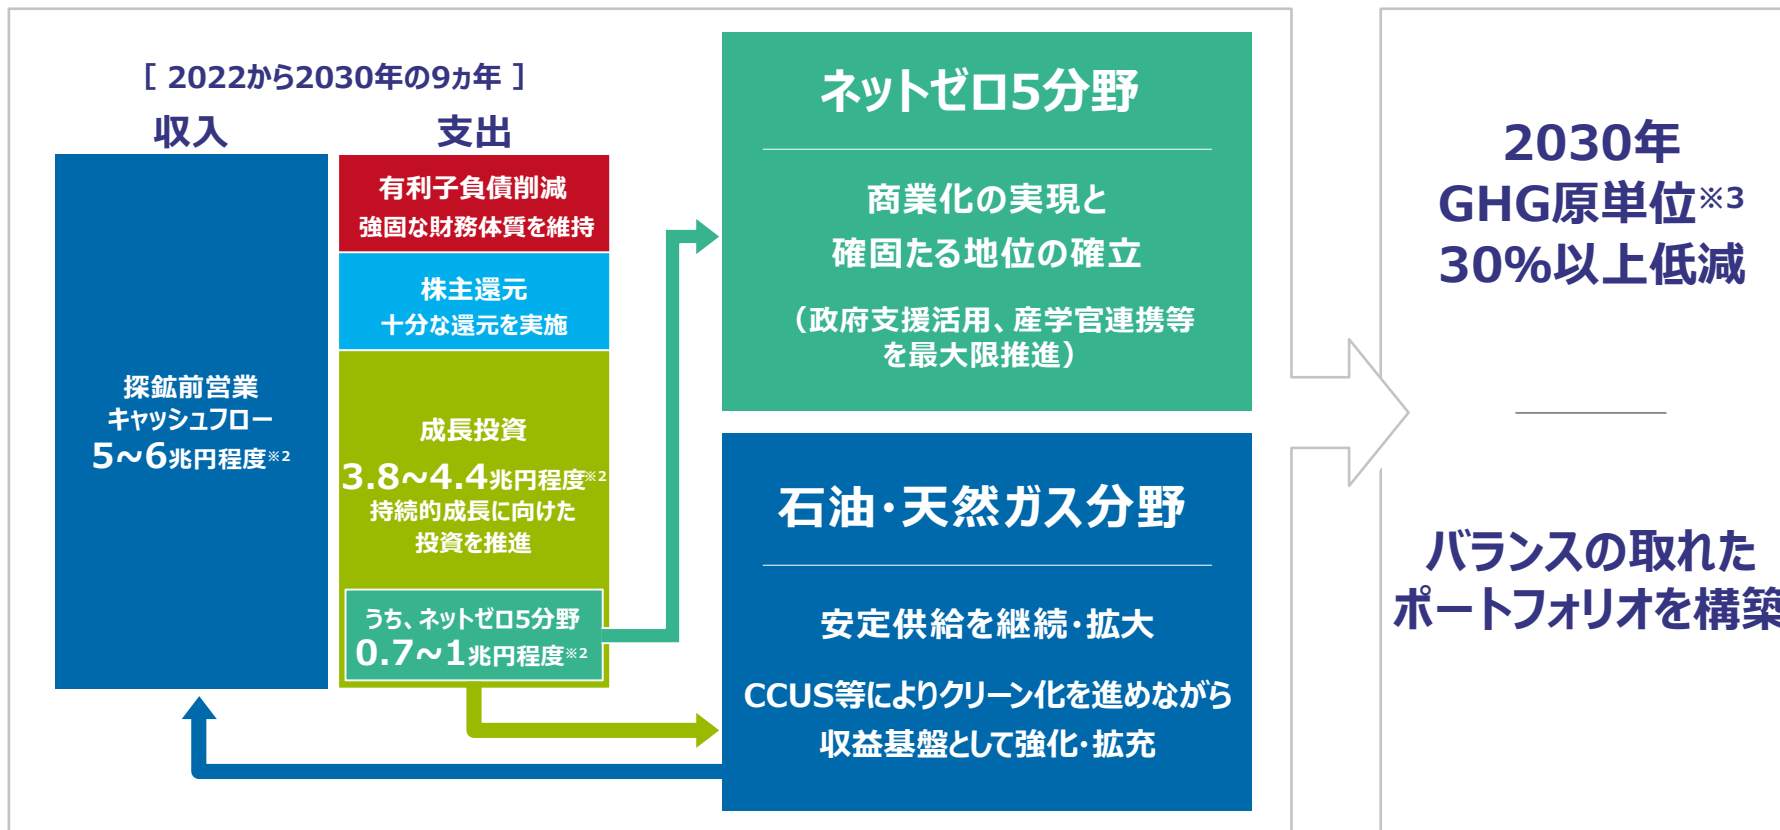 [ 2022から2030年の9ヵ年 ]
収入
支出
探鉱前営業
キャッシュフロー
5~6兆円程度※2
有利子負債削減
強固な財務体質を維持
株主還元
十分な還元を実施
成長投資
3.8~4.4兆円程度※2
持続的成長に向けた
投資を推進
うち、ネットゼロ5分野
0.7~1兆円程度※2
ネットゼロ5分野
商業化の実現と
確固たる地位の確立
（政府支援活用、産学官連携等
を最大限推進）
石油・天然ガス分野
安定供給を継続・拡大
CCUS等によりクリーン化を進めながら
収益基盤として強化・拡充
2030年
GHG原単位※3
30%以上低減
バランスの取れた
ポートフォリオを構築